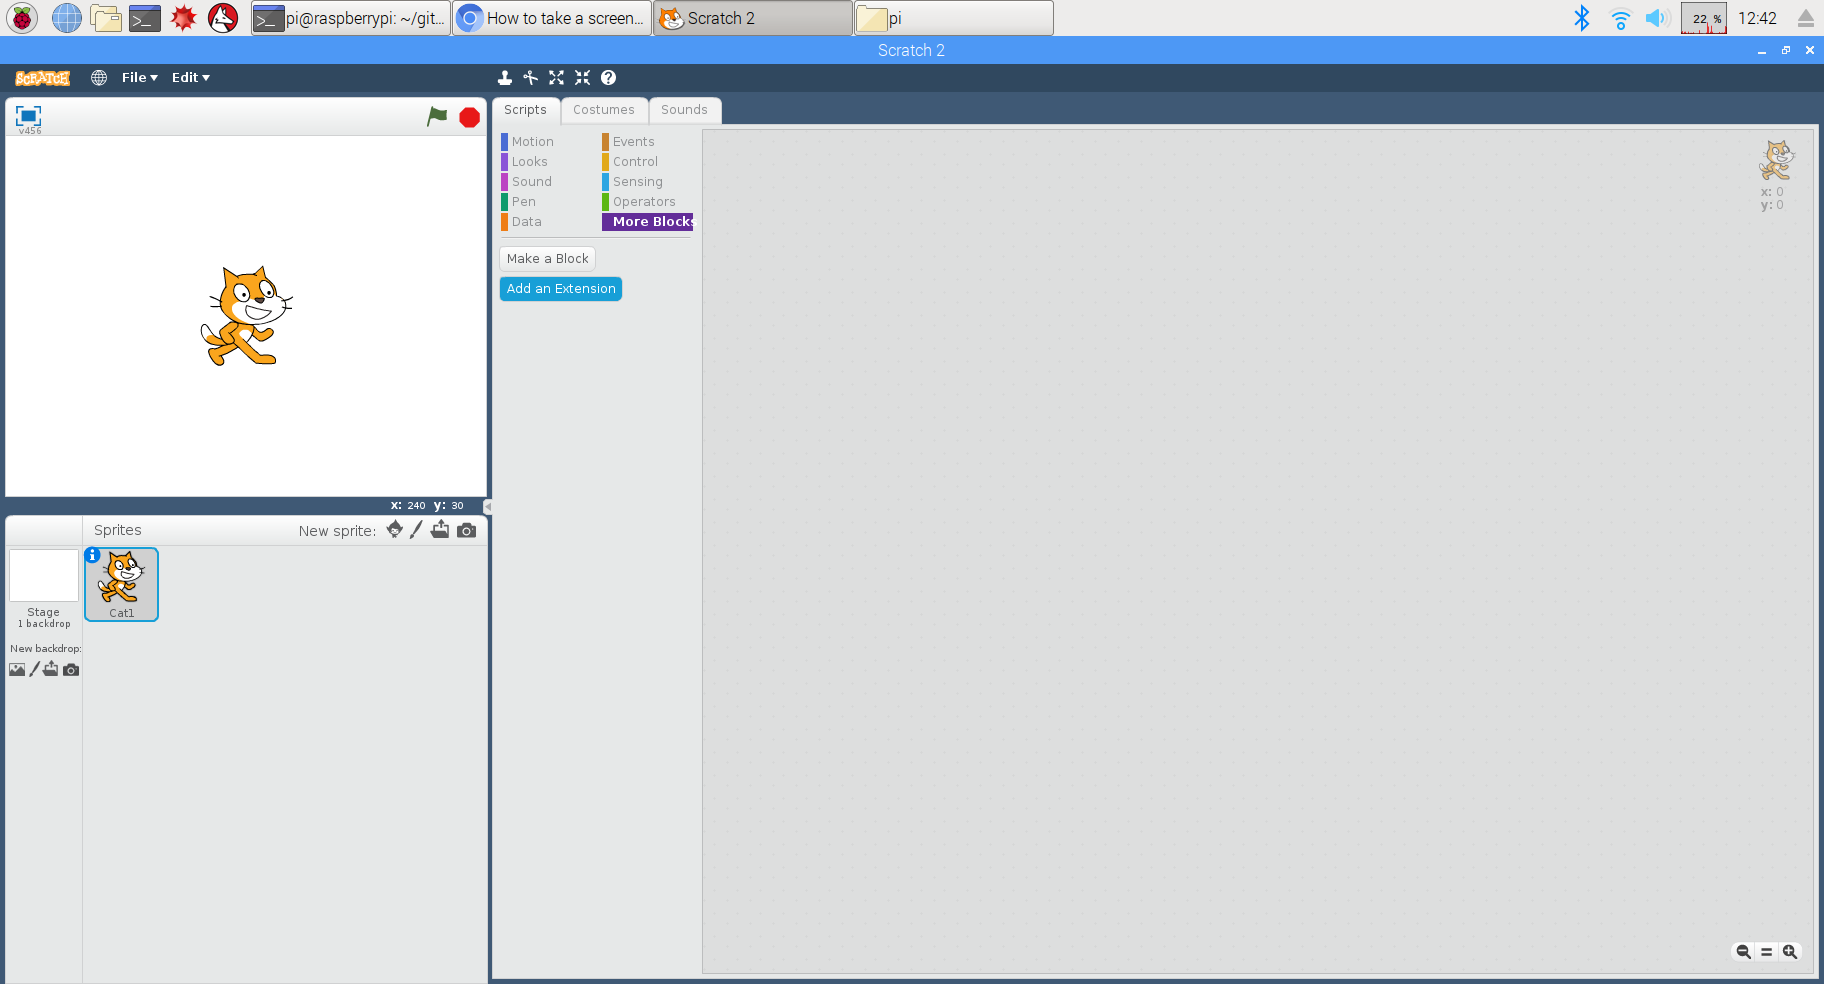 pi@raspberrypi: ~/git... How to take a screen... Scratch 2 pi 22 % 12:42
Scratch 2
SCRATCH File Edit
v456
Scripts Costumes Sounds
Motion Events
Looks Control
Sound Sensing
Pen Operators
Data More Blocks
Make a Block
Add an Extension
x: 0
y: 0
x: 240 y: 30
Sprites New sprite:
Cat1
Stage
1 backdrop
New backdrop: